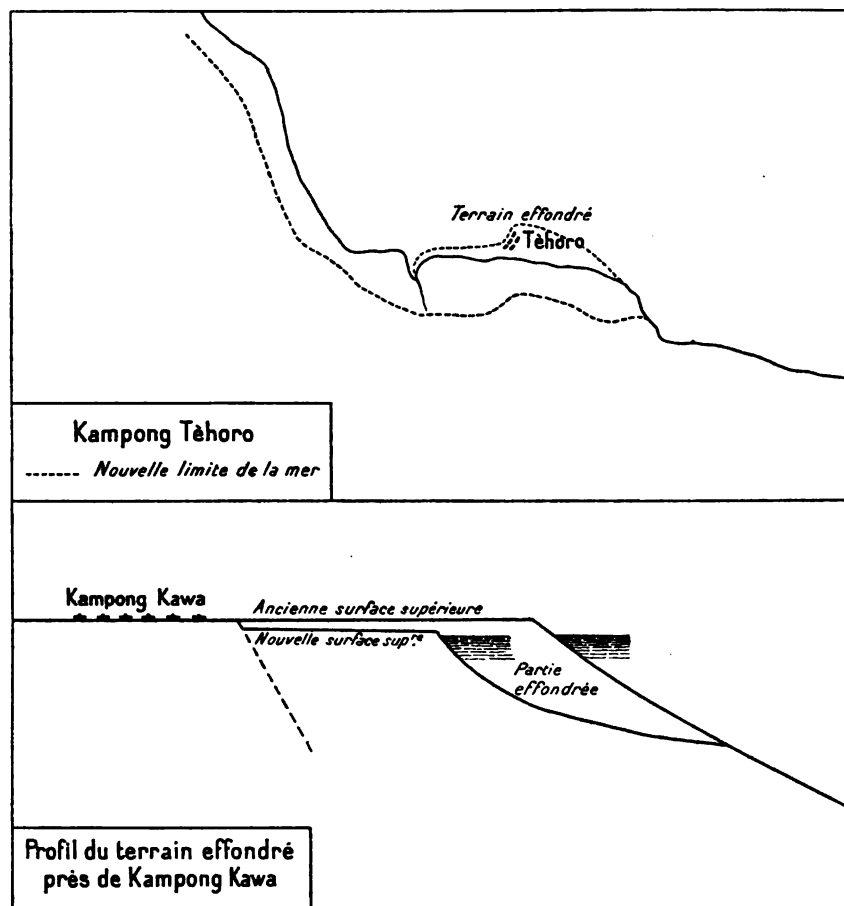 Terrain effondré
Tèhoro
Kampong Tèhoro
Nouvelle limite de la mer
Kampong Kawa
Ancienne surface supérieure
Nouvelle surface supre
Partie
effondrée
Profil du terrain effondré
près de Kampong Kawa